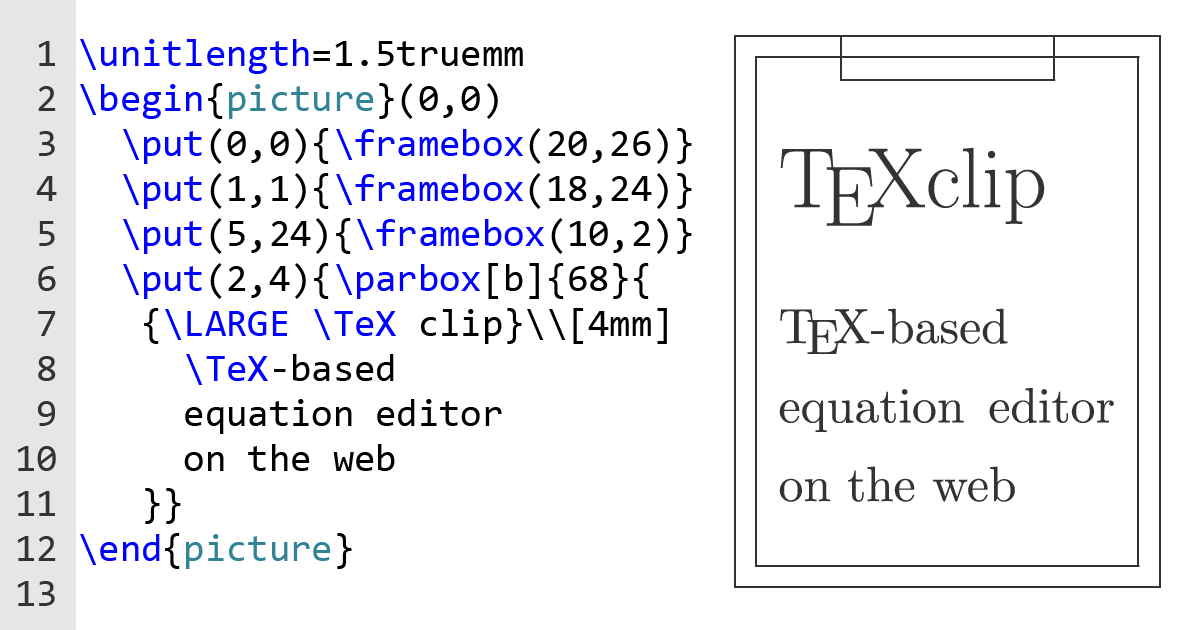 1 \unitlength=1.5truemm
2 \begin{picture}(0,0)
3   \put(0,0){\framebox(20,26)}
4   \put(1,1){\framebox(18,24)}
5   \put(5,24){\framebox(10,2)}
6   \put(2,4){\parbox[b]{68}{
7    {\LARGE \TeX clip}\\[4mm]
8      \TeX-based
9      equation editor
10      on the web
11    }}
12 \end{picture}
13
TEXclip
TEX-based
equation editor
on the web